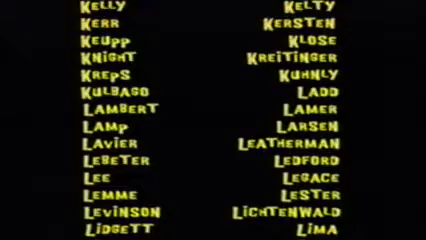 Kelly Kelty
Kerr Kersten
Keupp Klose
Knight Kreitinger
Kreps Kuhnly
Kulbago Ladd
Lambert Lamer
Lamp Larsen
Lavier Leatherman
Lebeter Ledford
Lee Legace
Lemme Lester
Levinson Lichtenwald
Lidgett Lima